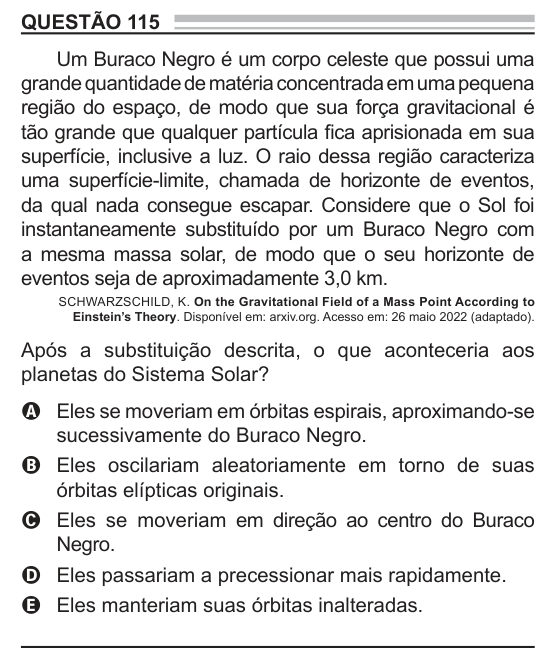 QUESTÃO 115
Um Buraco Negro é um corpo celeste que possui uma
grande quantidade de matéria concentrada em uma pequena
região do espaço, de modo que sua força gravitacional é
tão grande que qualquer partícula fica aprisionada em sua
superfície, inclusive a luz. O raio dessa região caracteriza
uma superfície-limite, chamada de horizonte de eventos,
da qual nada consegue escapar. Considere que o Sol foi
instantaneamente substituído por um Buraco Negro com
a mesma massa solar, de modo que o seu horizonte de
eventos seja de aproximadamente 3,0 km.
SCHWARZSCHILD, K. On the Gravitational Field of a Mass Point According to
Einstein's Theory. Disponível em: arxiv.org. Acesso em: 26 maio 2022 (adaptado).
Após a substituição descrita, o que aconteceria aos
planetas do Sistema Solar?
A Eles se moveriam em órbitas espirais, aproximando-se
sucessivamente do Buraco Negro.
B Eles oscilariam aleatoriamente em torno de suas
órbitas elípticas originais.
C Eles se moveriam em direção ao centro do Buraco
Negro.
D Eles passariam a precessionar mais rapidamente.
E Eles manteriam suas órbitas inalteradas.